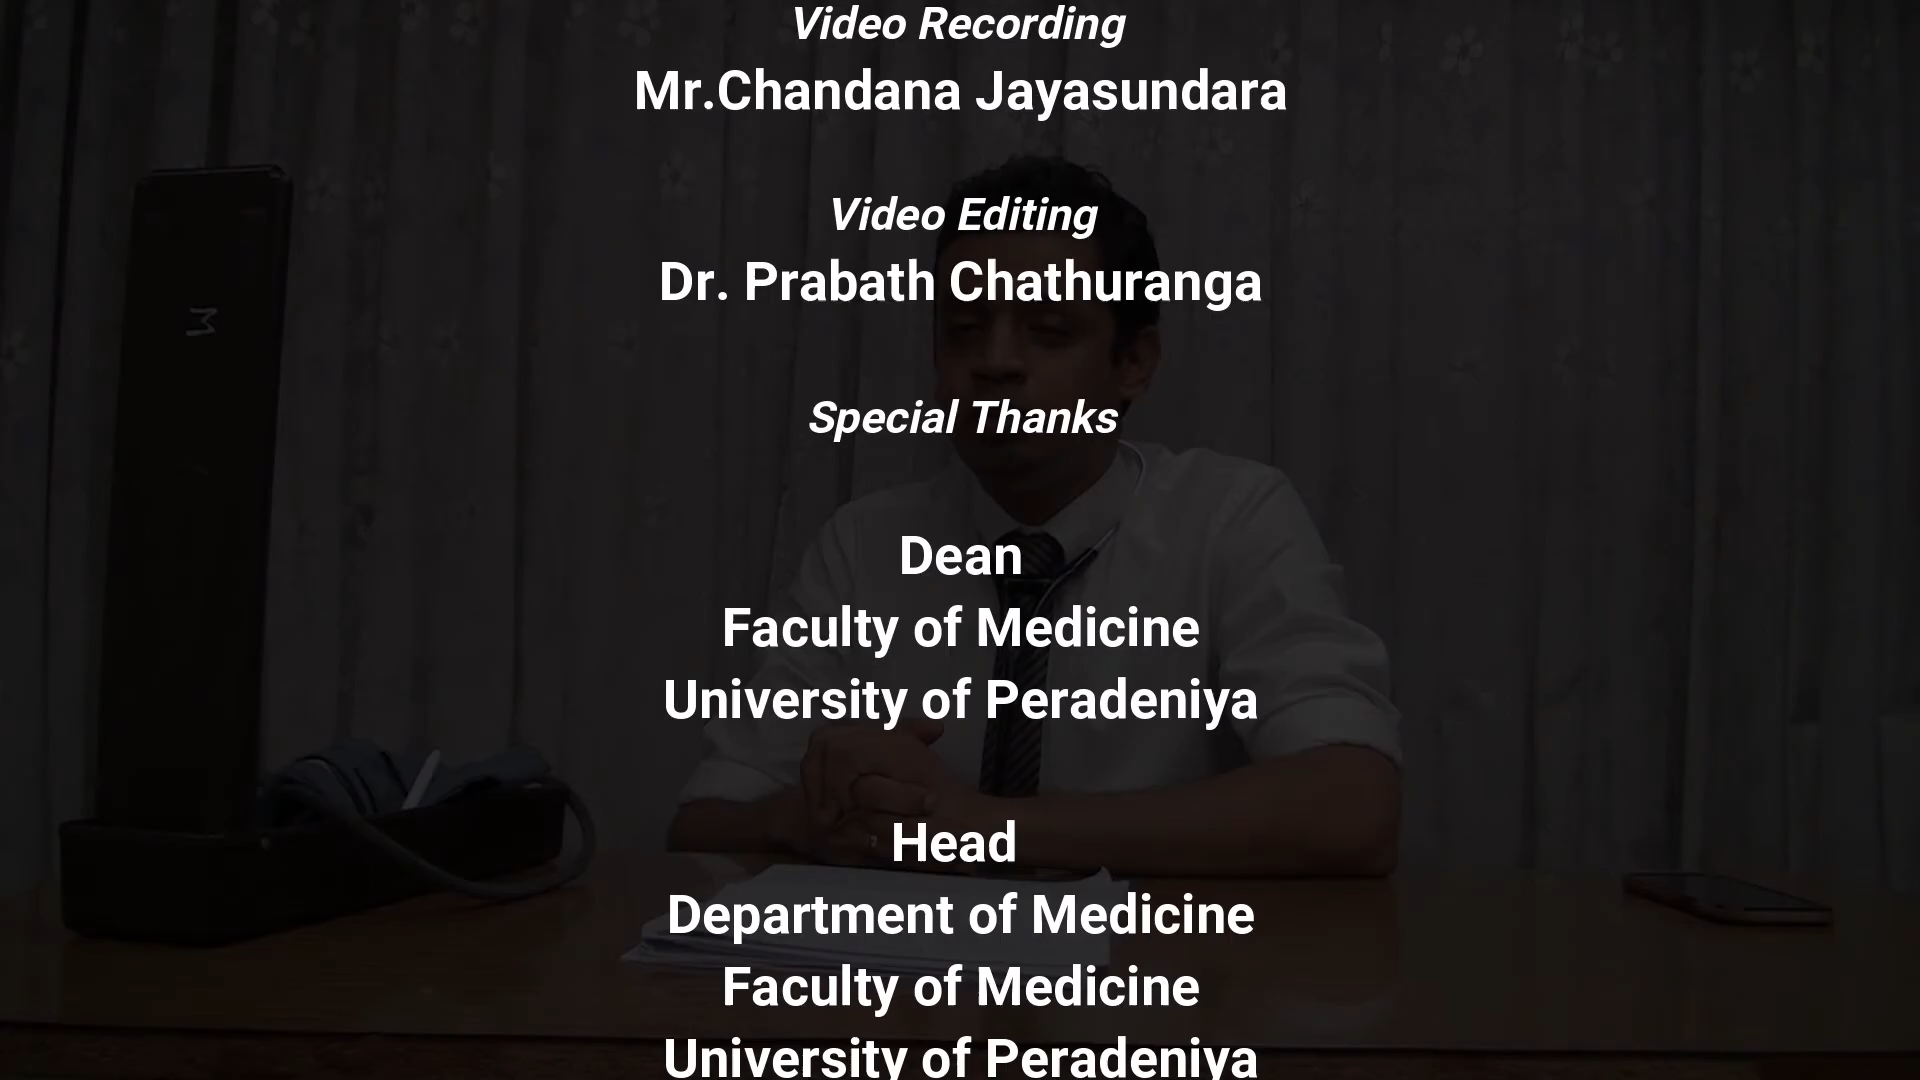 Video Recording
Mr.Chandana Jayasundara
Video Editing
Dr. Prabath Chathuranga
Special Thanks
Dean
Faculty of Medicine
University of Peradeniya
Head
Department of Medicine
Faculty of Medicine
University of Peradeniya